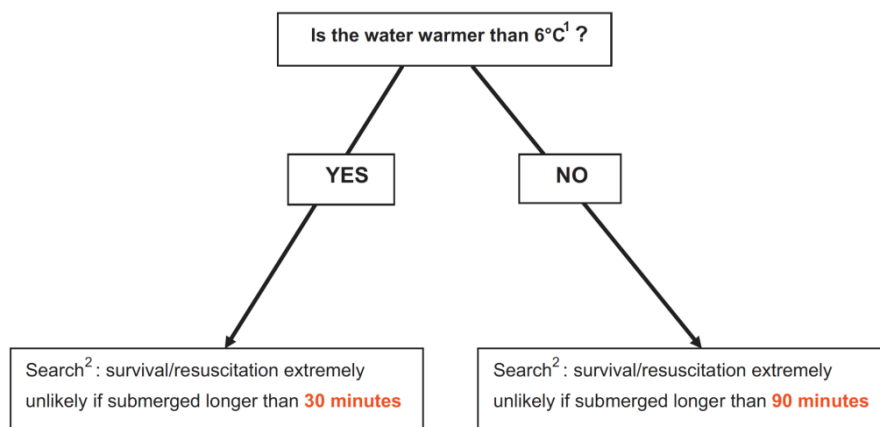 Is the water warmer than 6°C¹ ?
YES
NO
Search² : survival/resuscitation extremely
unlikely if submerged longer than 30 minutes
Search² : survival/resuscitation extremely
unlikely if submerged longer than 90 minutes